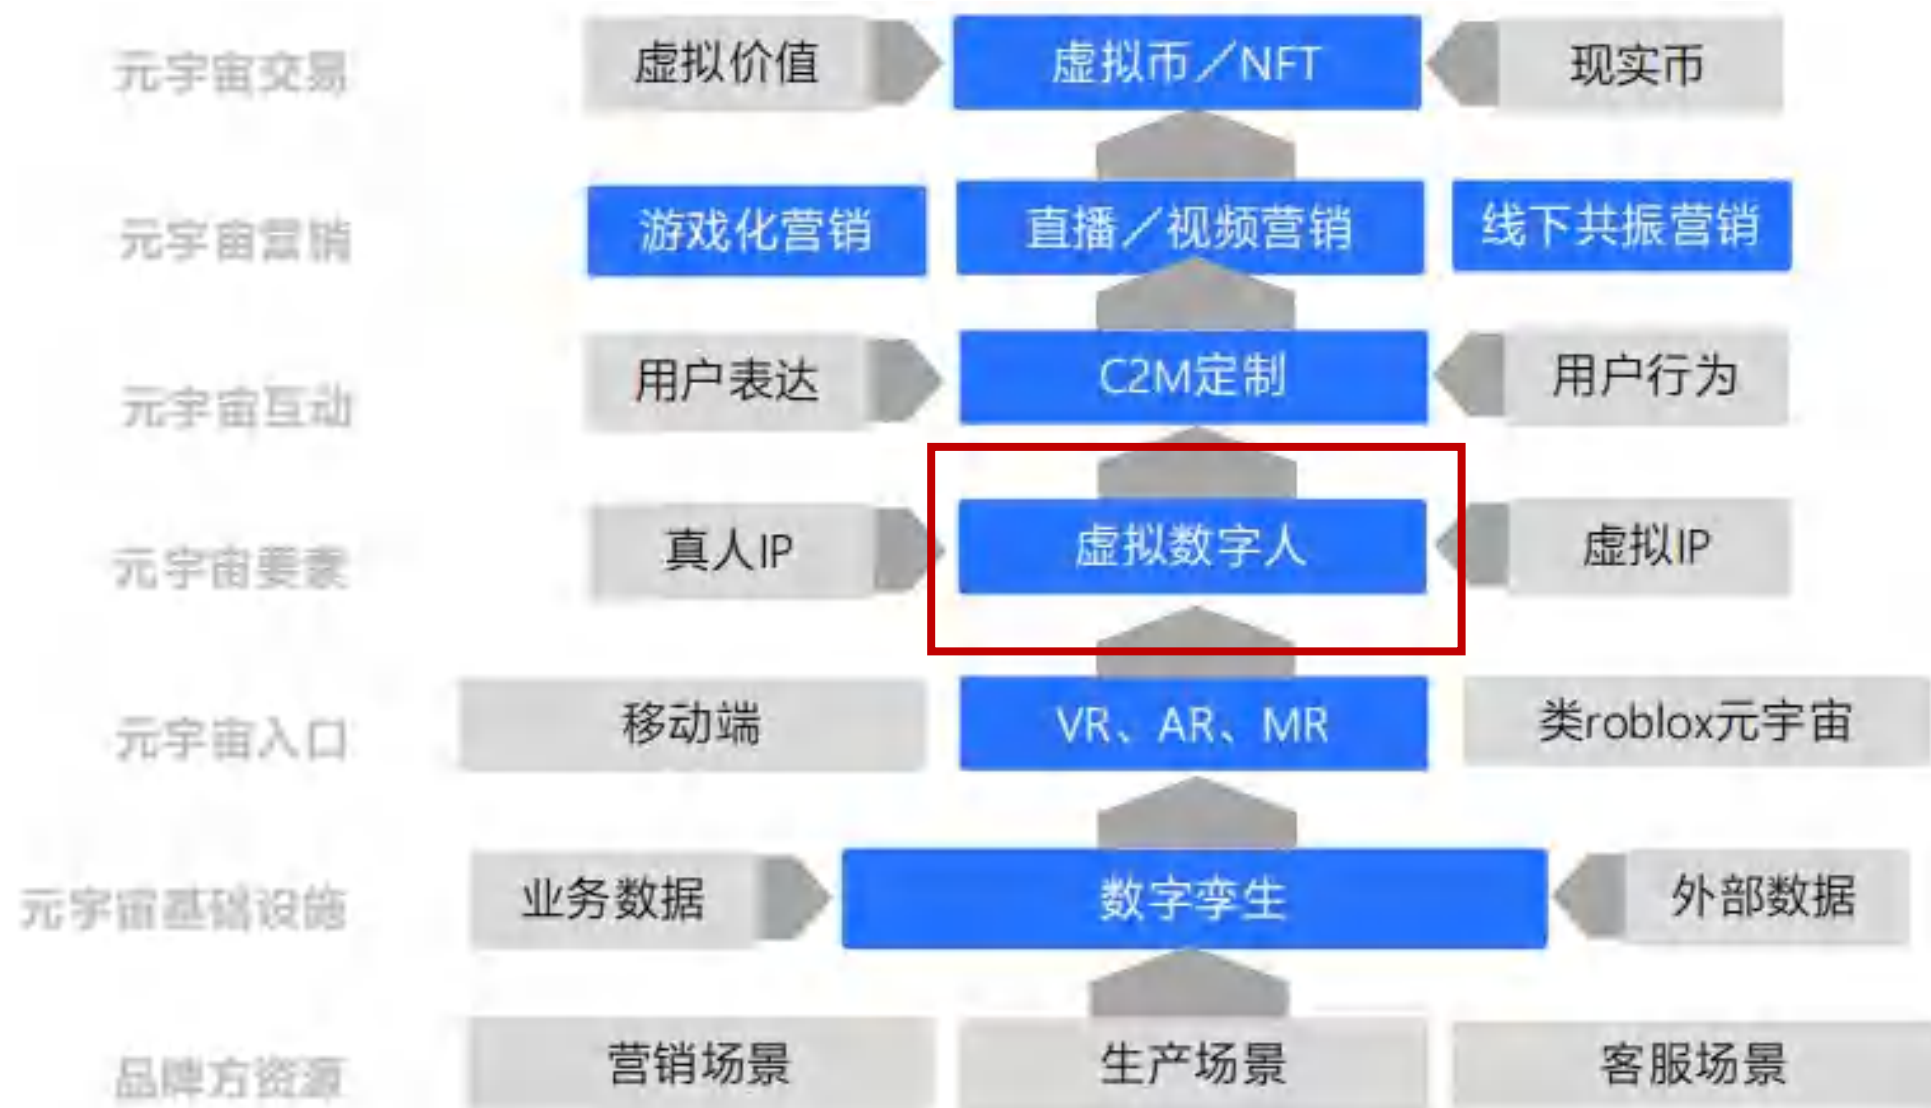 元宇宙交易 虚拟价值 虚拟币／NFT 现实币
元宇宙营销 游戏化营销 直播／视频营销 线下共振营销
元宇宙互动 用户表达 C2M定制 用户行为
元宇宙要素 真人IP 虚拟数字人 虚拟IP
元宇宙入口 移动端 VR、AR、MR 类roblox元宇宙
元宇宙基础设施 业务数据 数字孪生 外部数据
品牌方资源 营销场景 生产场景 客服场景